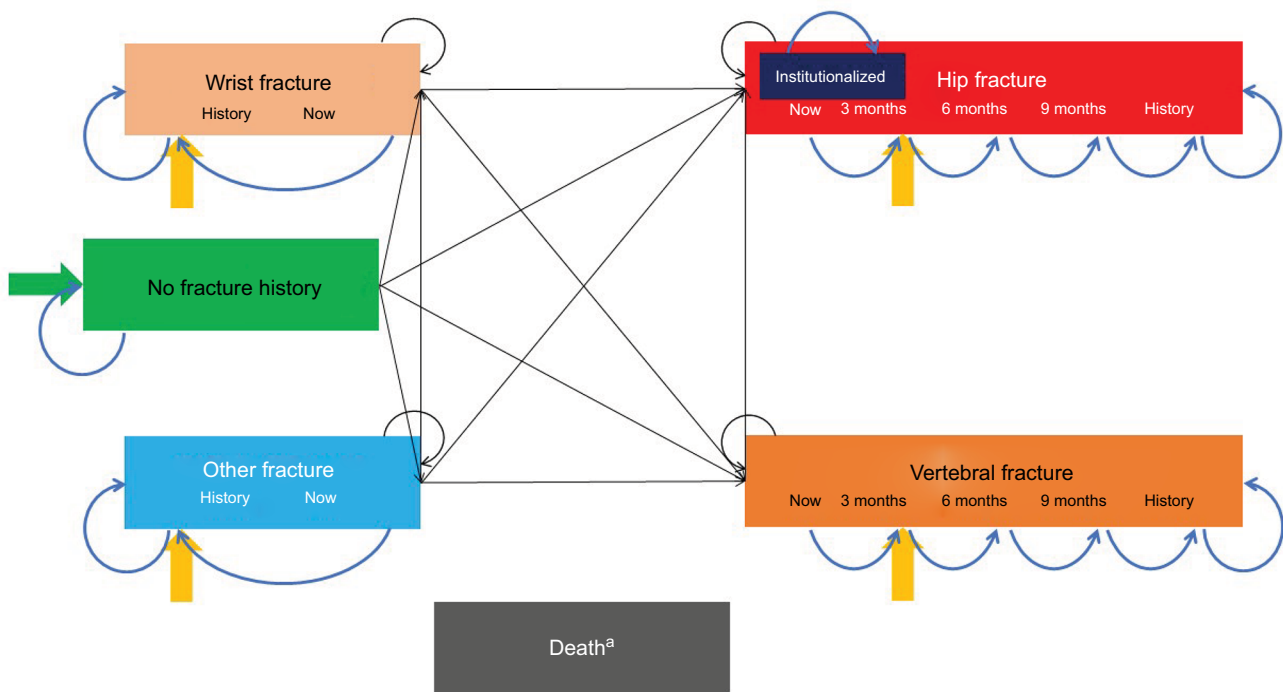 Wrist fracture
History Now
Institutionalized
Hip fracture
Now 3 months 6 months 9 months History
No fracture history
Other fracture
History Now
Vertebral fracture
Now 3 months 6 months 9 months History
Deathᵃ